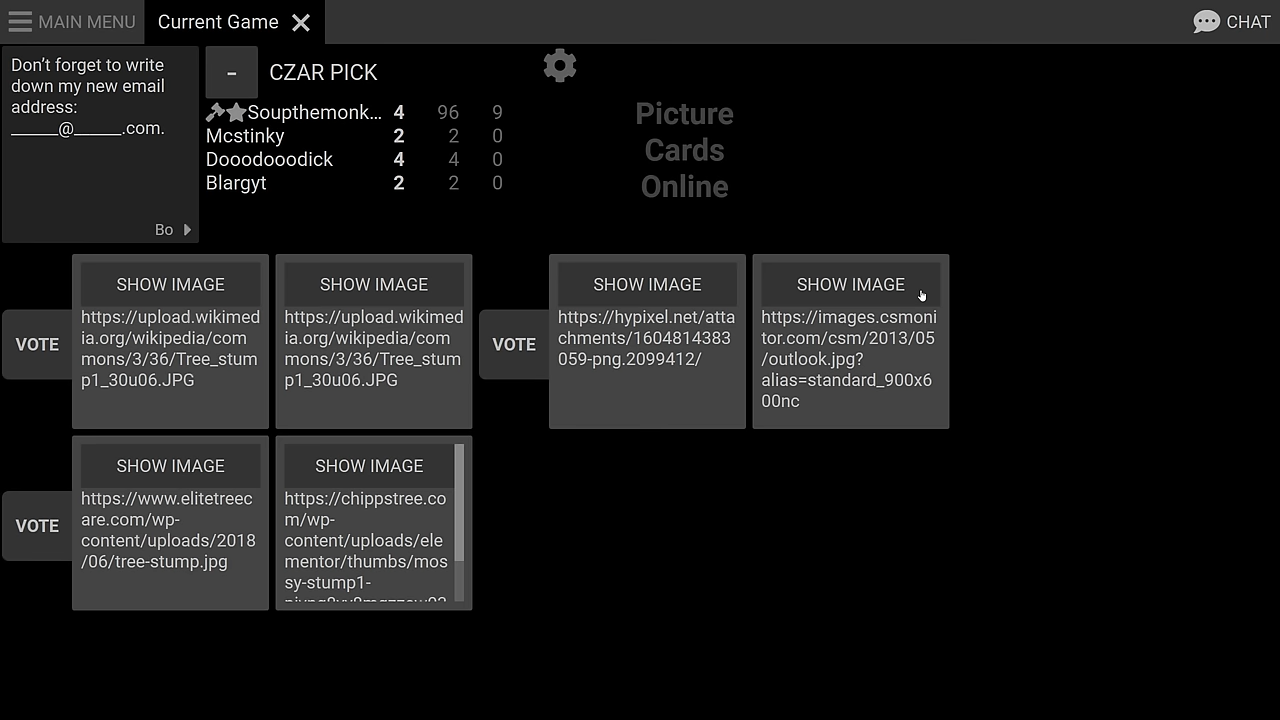 MAIN MENU
Current Game
CHAT
Don't forget to write
down my new email
address:
______@______.com.
Bo
-
CZAR PICK
Soupthemonk... 4 96 9
Mcstinky 2 2 0
Dooodooodick 4 4 0
Blargyt 2 2 0
Picture
Cards
Online
VOTE
SHOW IMAGE
https://upload.wikimed
ia.org/wikipedia/com
mons/3/36/Tree_stum
p1_30u06.JPG
SHOW IMAGE
https://upload.wikimed
ia.org/wikipedia/com
mons/3/36/Tree_stum
p1_30u06.JPG
VOTE
SHOW IMAGE
https://hypixel.net/atta
chments/1604814383
059-png.2099412/
SHOW IMAGE
https://images.csmoni
tor.com/csm/2013/05
/outlook.jpg?
alias=standard_900x6
00nc
VOTE
SHOW IMAGE
https://www.elitetreec
are.com/wp-
content/uploads/2018
/06/tree-stump.jpg
SHOW IMAGE
https://chippstree.co
m/wp-
content/uploads/ele
mentor/thumbs/mos
sy-stump1-